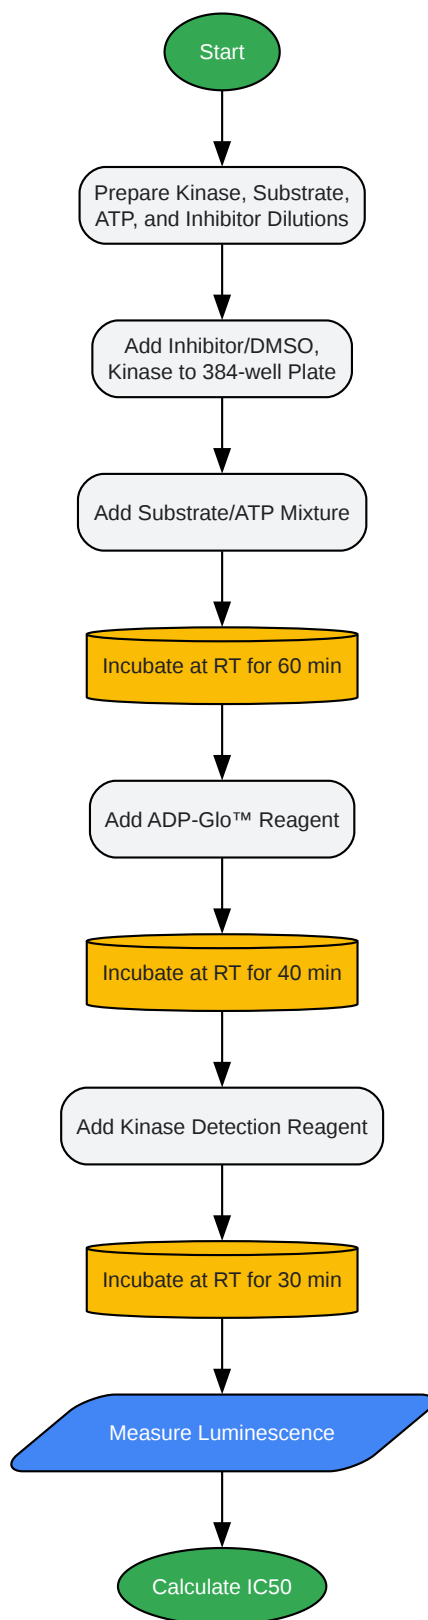 Start
Prepare Kinase, Substrate,
ATP, and Inhibitor Dilutions
Add Inhibitor/DMSO,
Kinase to 384-well Plate
Add Substrate/ATP Mixture
Incubate at RT for 60 min
Add ADP-Glo™ Reagent
Incubate at RT for 40 min
Add Kinase Detection Reagent
Incubate at RT for 30 min
Measure Luminescence
Calculate IC50